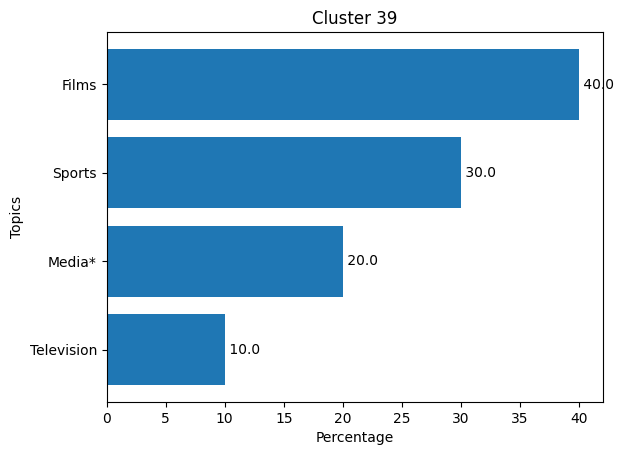 Cluster 39
Films
40.0
Sports
30.0
Media*
20.0
Television
10.0
Topics
0 5 10 15 20 25 30 35 40
Percentage